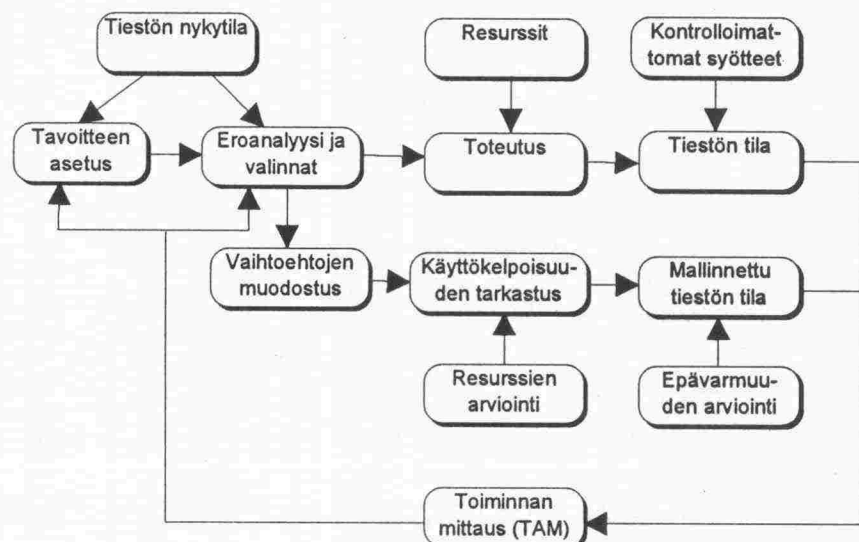 Tiestön nykytila
Resurssit
Kontrolloimat-
tomat syötteet
Tavoitteen
asetus
Eroanalyysi ja
valinnat
Toteutus
Tiestön tila
Vaihtoehtojen
muodostus
Käyttökelpoisuu-
den tarkastus
Mallinnettu
tiestön tila
Resurssien
arviointi
Epävarmuu-
den arviointi
Toiminnan
mittaus (TAM)